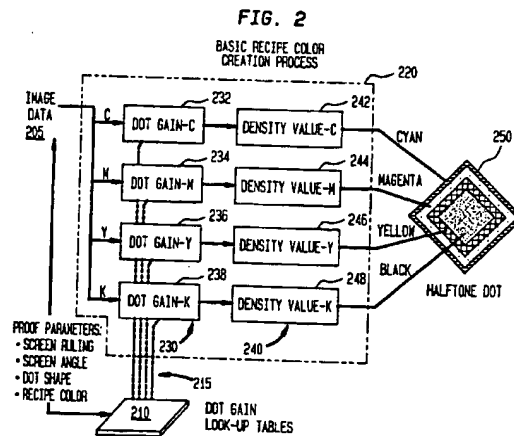 FIG. 2
BASIC RECIPE COLOR
CREATION PROCESS
220
IMAGE
DATA
205
C
232
DOT GAIN-C
242
DENSITY VALUE-C
CYAN
250
M
234
DOT GAIN-M
244
DENSITY VALUE-M
MAGENTA
Y
236
DOT GAIN-Y
246
DENSITY VALUE-Y
YELLOW
K
238
DOT GAIN-K
248
DENSITY VALUE-K
BLACK
HALFTONE DOT
230
240
PROOF PARAMETERS:
• SCREEN RULING
• SCREEN ANGLE
• DOT SHAPE
• RECIPE COLOR
215
210
DOT GAIN
LOOK-UP TABLES